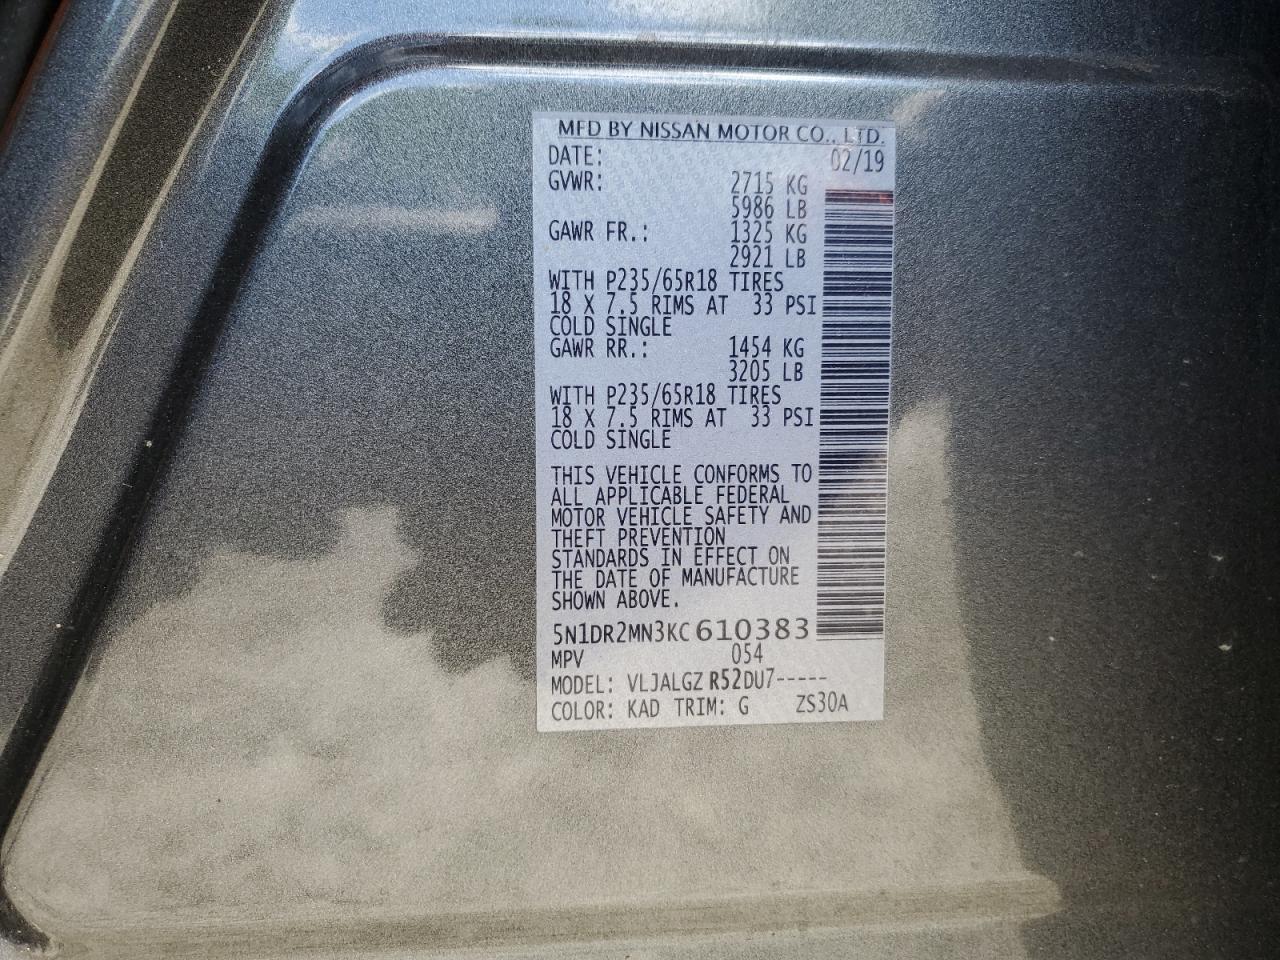 MFD BY NISSAN MOTOR CO., LTD.
DATE: 02/19
GVWR: 2715 KG
5986 LB
GAWR FR.: 1325 KG
2921 LB
WITH P235/65R18 TIRES
18 X 7.5 RIMS AT 33 PSI
COLD SINGLE
GAWR RR.: 1454 KG
3205 LB
WITH P235/65R18 TIRES
18 X 7.5 RIMS AT 33 PSI
COLD SINGLE
THIS VEHICLE CONFORMS TO
ALL APPLICABLE FEDERAL
MOTOR VEHICLE SAFETY AND
THEFT PREVENTION
STANDARDS IN EFFECT ON
THE DATE OF MANUFACTURE
SHOWN ABOVE.
5N1DR2MN3KC610383
MPV 054
MODEL: VLJALGZ R52DU7-----
COLOR: KAD TRIM: G ZS30A